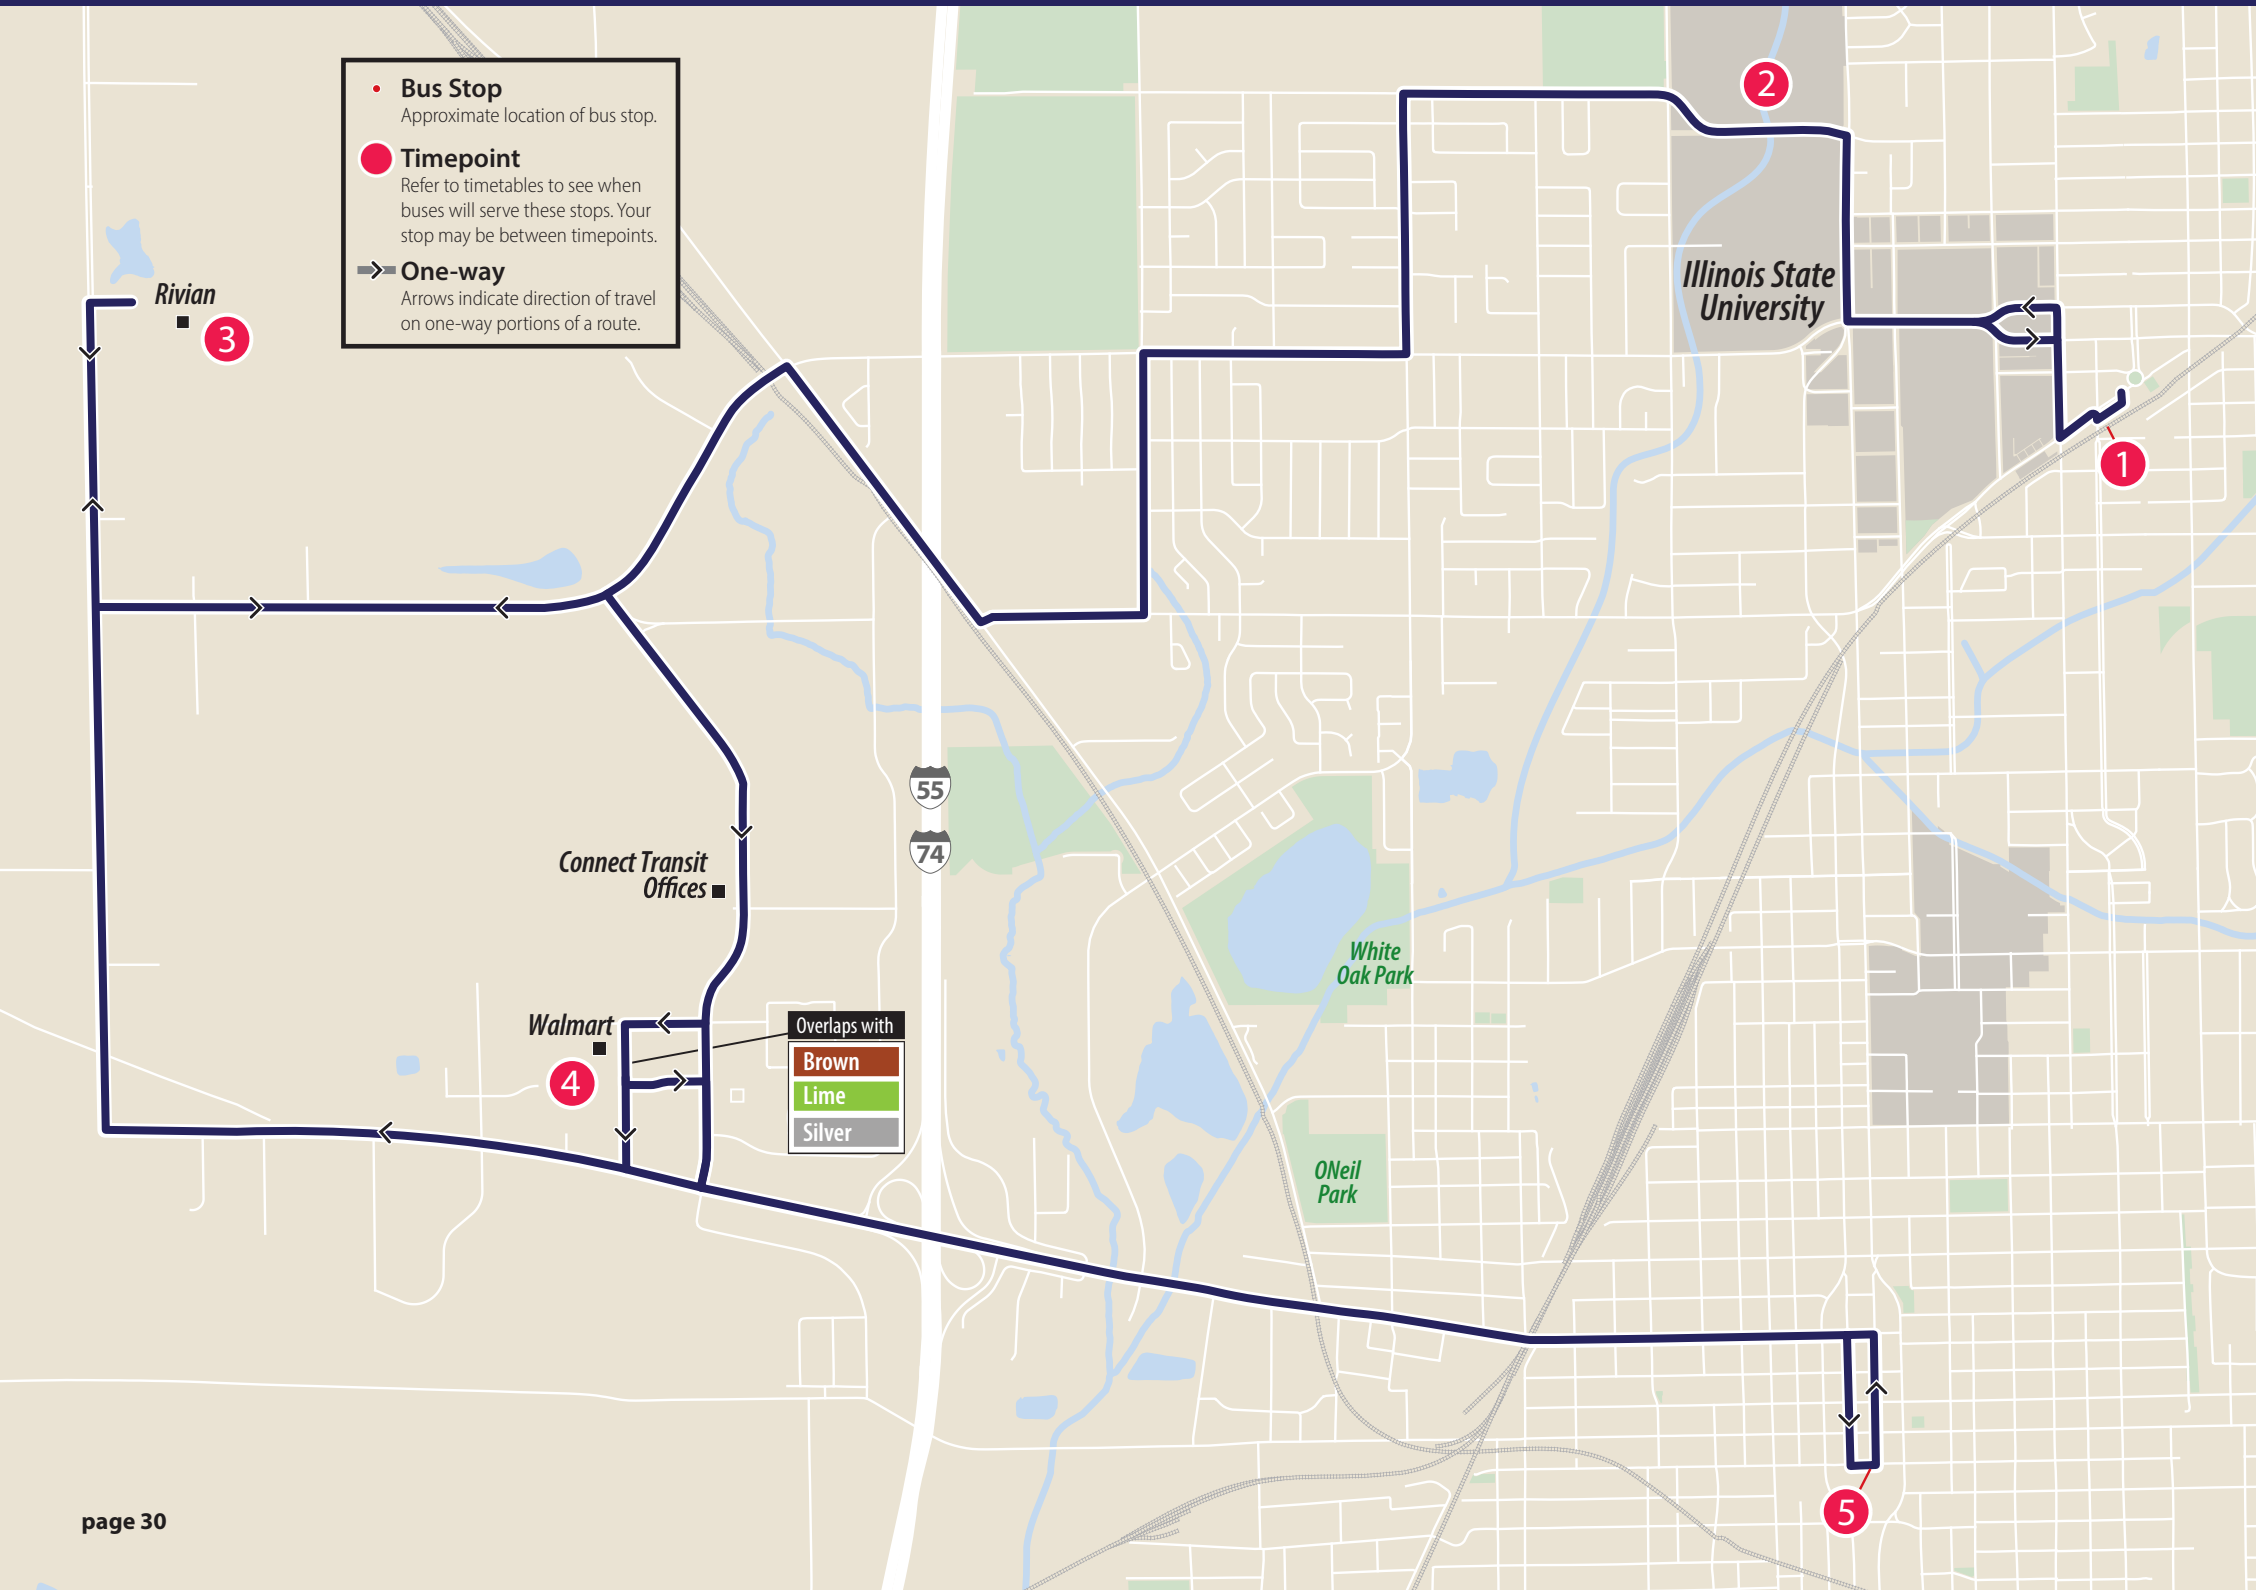 Bus Stop
Approximate location of bus stop.
Timepoint
Refer to timetables to see when
buses will serve these stops. Your
stop may be between timepoints.
One-way
Arrows indicate direction of travel
on one-way portions of a route.
2
Illinois State
University
Rivian
3
1
55
74
Connect Transit
Offices
White
Oak Park
Walmart
4
Overlaps with
Brown
Lime
Silver
ONeil
Park
5
page 30